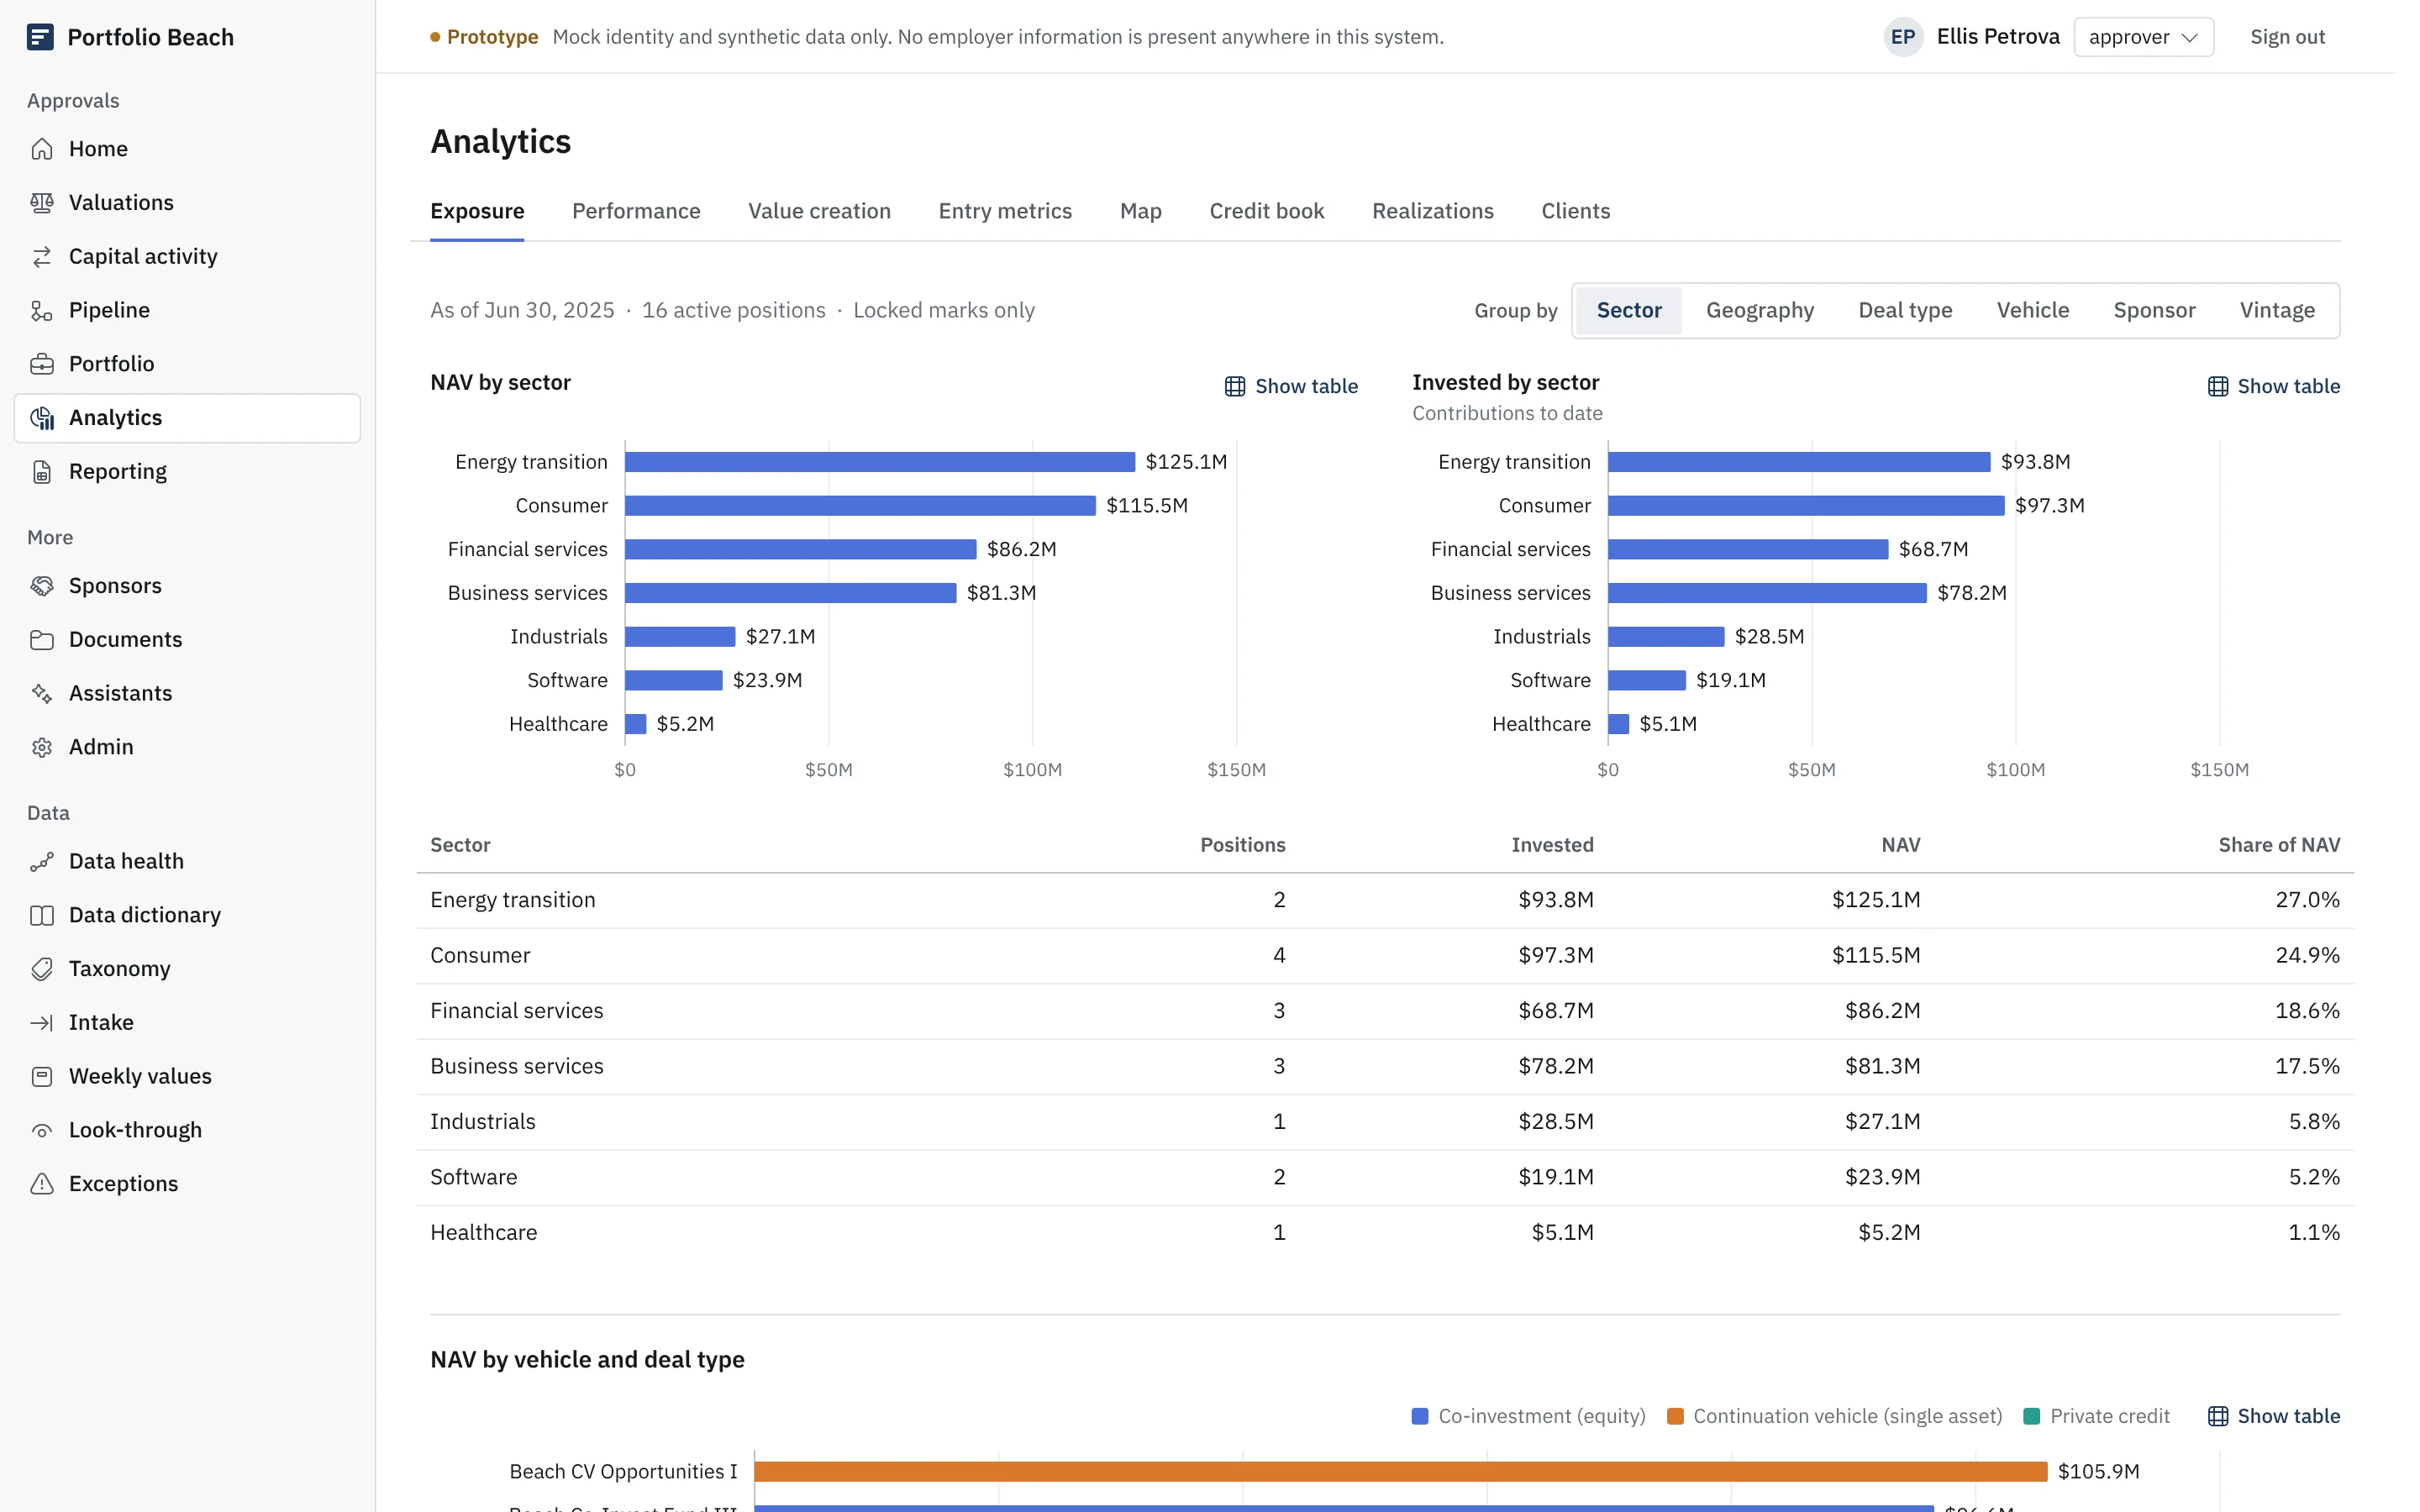 Portfolio Beach
Approvals
Home
Valuations
Capital activity
Pipeline
Portfolio
Analytics
Reporting
More
Sponsors
Documents
Assistants
Admin
Data
Data health
Data dictionary
Taxonomy
Intake
Weekly values
Look-through
Exceptions
Prototype Mock identity and synthetic data only. No employer information is present anywhere in this system.
EP Ellis Petrova approver Sign out
Analytics
Exposure Performance Value creation Entry metrics Map Credit book Realizations Clients
As of Jun 30, 2025 · 16 active positions · Locked marks only
Group by Sector Geography Deal type Vehicle Sponsor Vintage
NAV by sector Show table
Energy transition $125.1M
Consumer $115.5M
Financial services $86.2M
Business services $81.3M
Industrials $27.1M
Software $23.9M
Healthcare $5.2M
$0 $50M $100M $150M
Invested by sector Show table
Contributions to date
Energy transition $93.8M
Consumer $97.3M
Financial services $68.7M
Business services $78.2M
Industrials $28.5M
Software $19.1M
Healthcare $5.1M
$0 $50M $100M $150M
Sector Positions Invested NAV Share of NAV
Energy transition 2 $93.8M $125.1M 27.0%
Consumer 4 $97.3M $115.5M 24.9%
Financial services 3 $68.7M $86.2M 18.6%
Business services 3 $78.2M $81.3M 17.5%
Industrials 1 $28.5M $27.1M 5.8%
Software 2 $19.1M $23.9M 5.2%
Healthcare 1 $5.1M $5.2M 1.1%
NAV by vehicle and deal type
Co-investment (equity) Continuation vehicle (single asset) Private credit Show table
Beach CV Opportunities I $105.9M